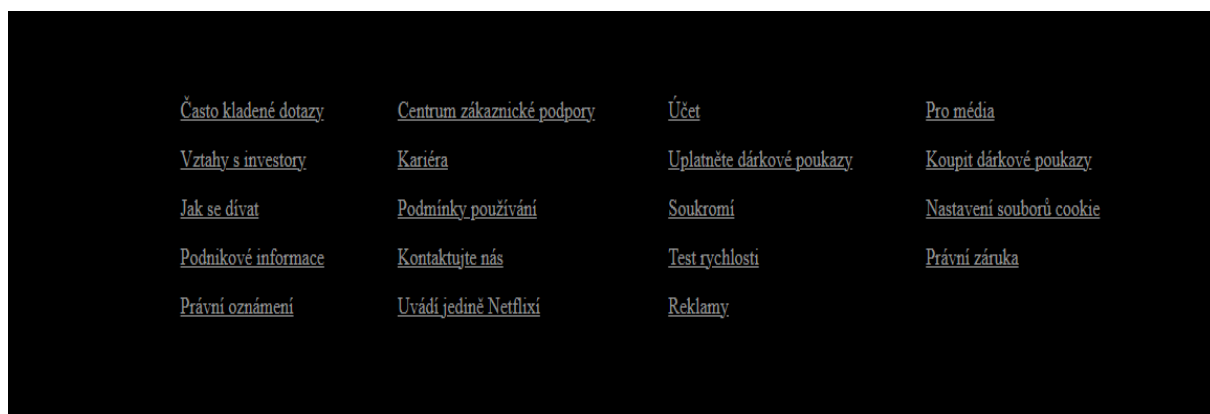 Často kladené dotazy Centrum zákaznické podpory Účet Pro média
Vztahy s investory Kariéra Uplatněte dárkové poukazy Koupit dárkové poukazy
Jak se dívat Podmínky používání Soukromí Nastavení souborů cookie
Podnikové informace Kontaktujte nás Test rychlosti Právní záruka
Právní oznámení Uvádí jedině Netflixí Reklamy